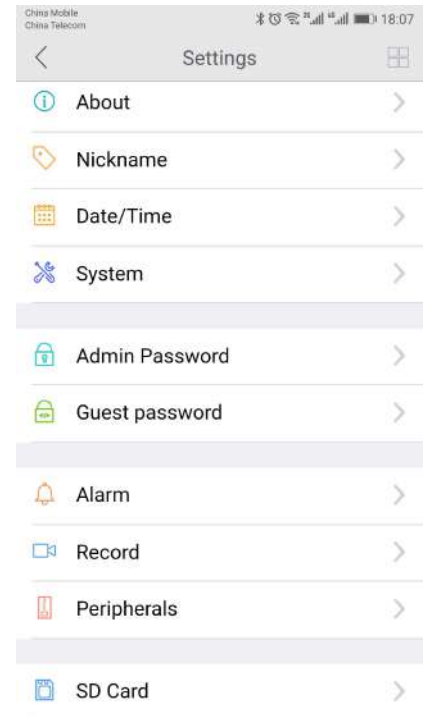 China Mobile
China Telecom
18:07
Settings
About
Nickname
Date/Time
System
Admin Password
Guest password
Alarm
Record
Peripherals
SD Card